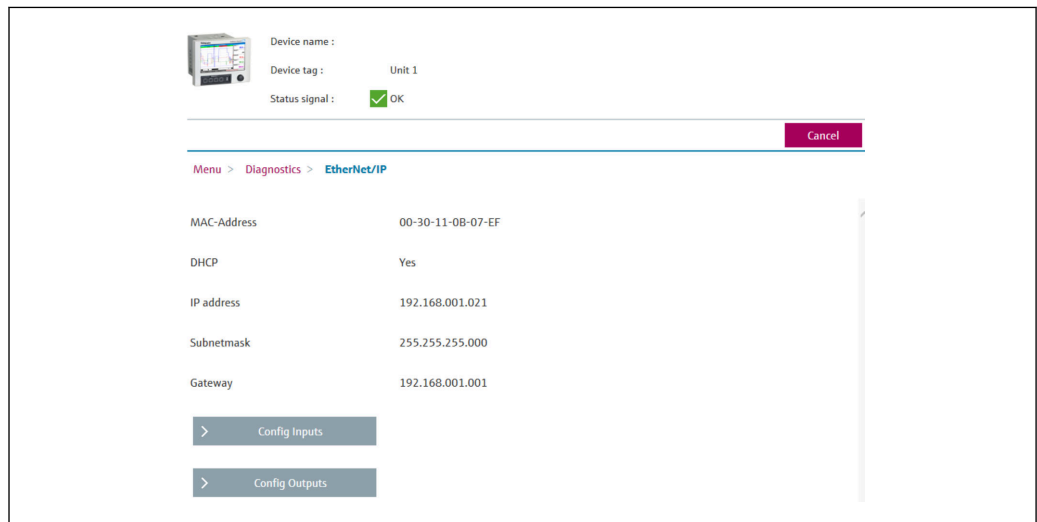 Device name :
Device tag : Unit 1
Status signal : OK
Cancel
Menu > Diagnostics > EtherNet/IP
MAC-Address 00-30-11-0B-07-EF
DHCP Yes
IP address 192.168.001.021
Subnetmask 255.255.255.000
Gateway 192.168.001.001
> Config Inputs
> Config Outputs